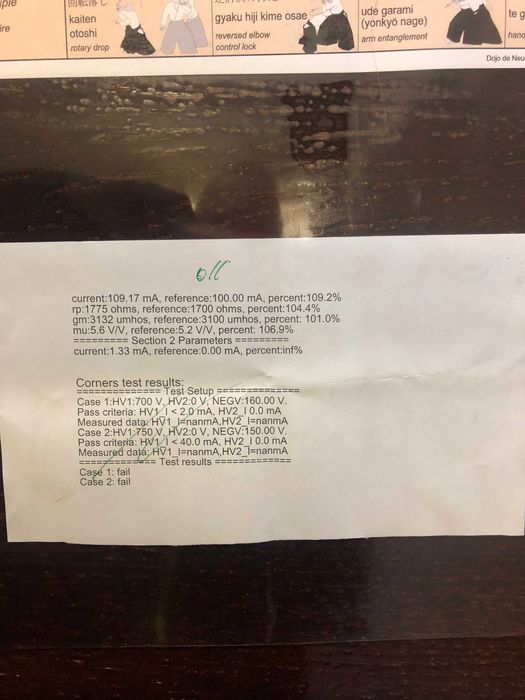 iple
ire
回転落し
kaiten
otoshi
rotary drop
gyaku hiji kime osae
reversed elbow
control lock
ude garami
(yonkyō nage)
arm entanglement
te g
hand
Dojo de Neu
current:109.17 mA, reference:100.00 mA, percent:109.2%
rp:1775 ohms, reference:1700 ohms, percent:104.4%
gm:3132 umhos, reference:3100 umhos, percent: 101.0%
mu:5.6 V/V, reference:5.2 V/V, percent: 106.9%
========= Section 2 Parameters =========
current:1.33 mA, reference:0.00 mA, percent:inf%
Corners test results:
============= Test Setup =============
Case 1:HV1:700 V, HV2:0 V, NEGV:160.00 V.
Pass criteria: HV1_I < 2.0 mA, HV2_I 0.0 mA
Measured data: HV1_I=nanmA,HV2_I=nanmA
Case 2:HV1:750 V, HV2:0 V, NEGV:150.00 V.
Pass criteria: HV1_I < 40.0 mA, HV2_I 0.0 mA
Measured data: HV1_I=nanmA,HV2_I=nanmA
============= Test results =============
Case 1: fail
Case 2: fail